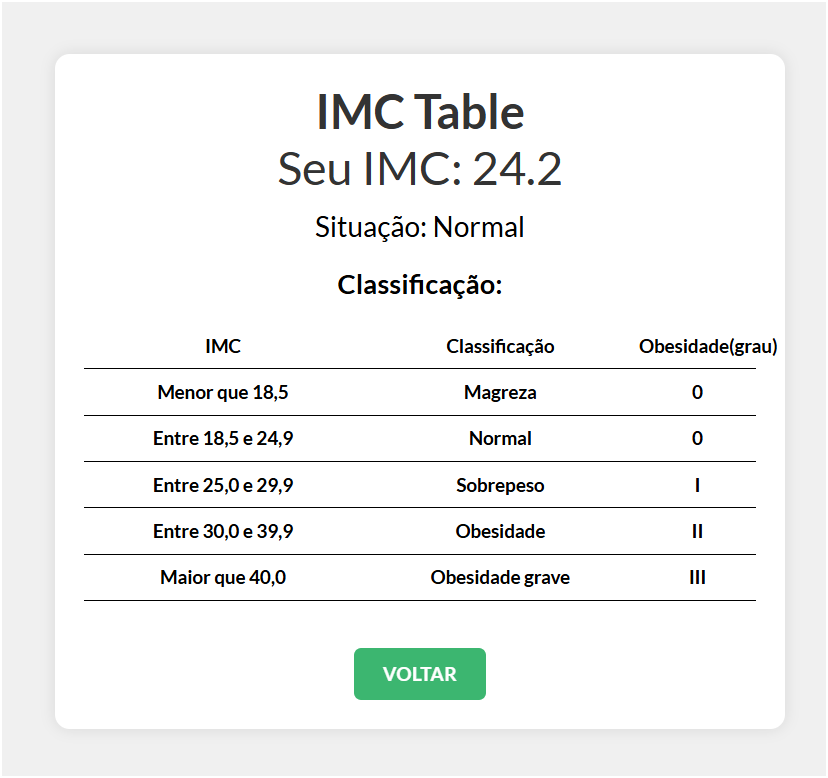 IMC Table
Seu IMC: 24.2
Situação: Normal
Classificação:
IMC Classificação Obesidade(grau)
Menor que 18,5 Magreza 0
Entre 18,5 e 24,9 Normal 0
Entre 25,0 e 29,9 Sobrepeso I
Entre 30,0 e 39,9 Obesidade II
Maior que 40,0 Obesidade grave III
VOLTAR